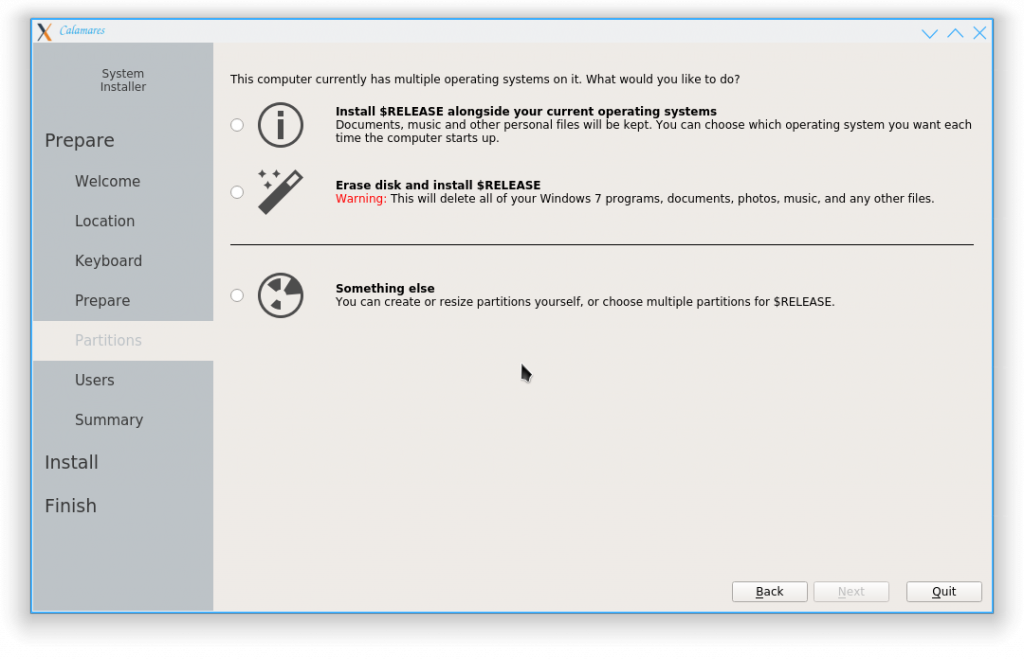 Calamares
System
Installer
Prepare
Welcome
Location
Keyboard
Prepare
Partitions
Users
Summary
Install
Finish
This computer currently has multiple operating systems on it. What would you like to do?
Install $RELEASE alongside your current operating systems
Documents, music and other personal files will be kept. You can choose which operating system you want each
time the computer starts up.
Erase disk and install $RELEASE
Warning: This will delete all of your Windows 7 programs, documents, photos, music, and any other files.
Something else
You can create or resize partitions yourself, or choose multiple partitions for $RELEASE.
Back Next Quit